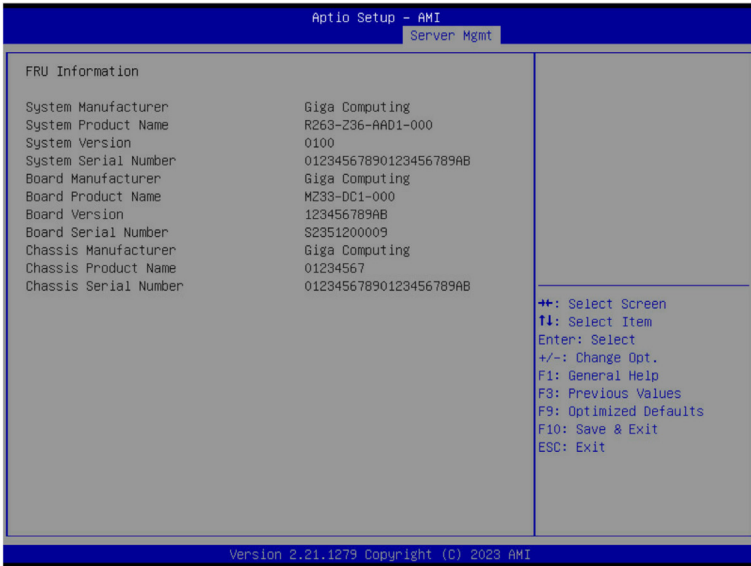 Aptio Setup – AMI
Server Mgmt
FRU Information
System Manufacturer Giga Computing
System Product Name R263-Z36-AAD1-000
System Version 0100
System Serial Number 01234567890123456789AB
Board Manufacturer Giga Computing
Board Product Name MZ33-DC1-000
Board Version 123456789AB
Board Serial Number S2351200009
Chassis Manufacturer Giga Computing
Chassis Product Name 01234567
Chassis Serial Number 01234567890123456789AB
→←: Select Screen
↑↓: Select Item
Enter: Select
+/-: Change Opt.
F1: General Help
F3: Previous Values
F9: Optimized Defaults
F10: Save & Exit
ESC: Exit
Version 2.21.1279 Copyright (C) 2023 AMI